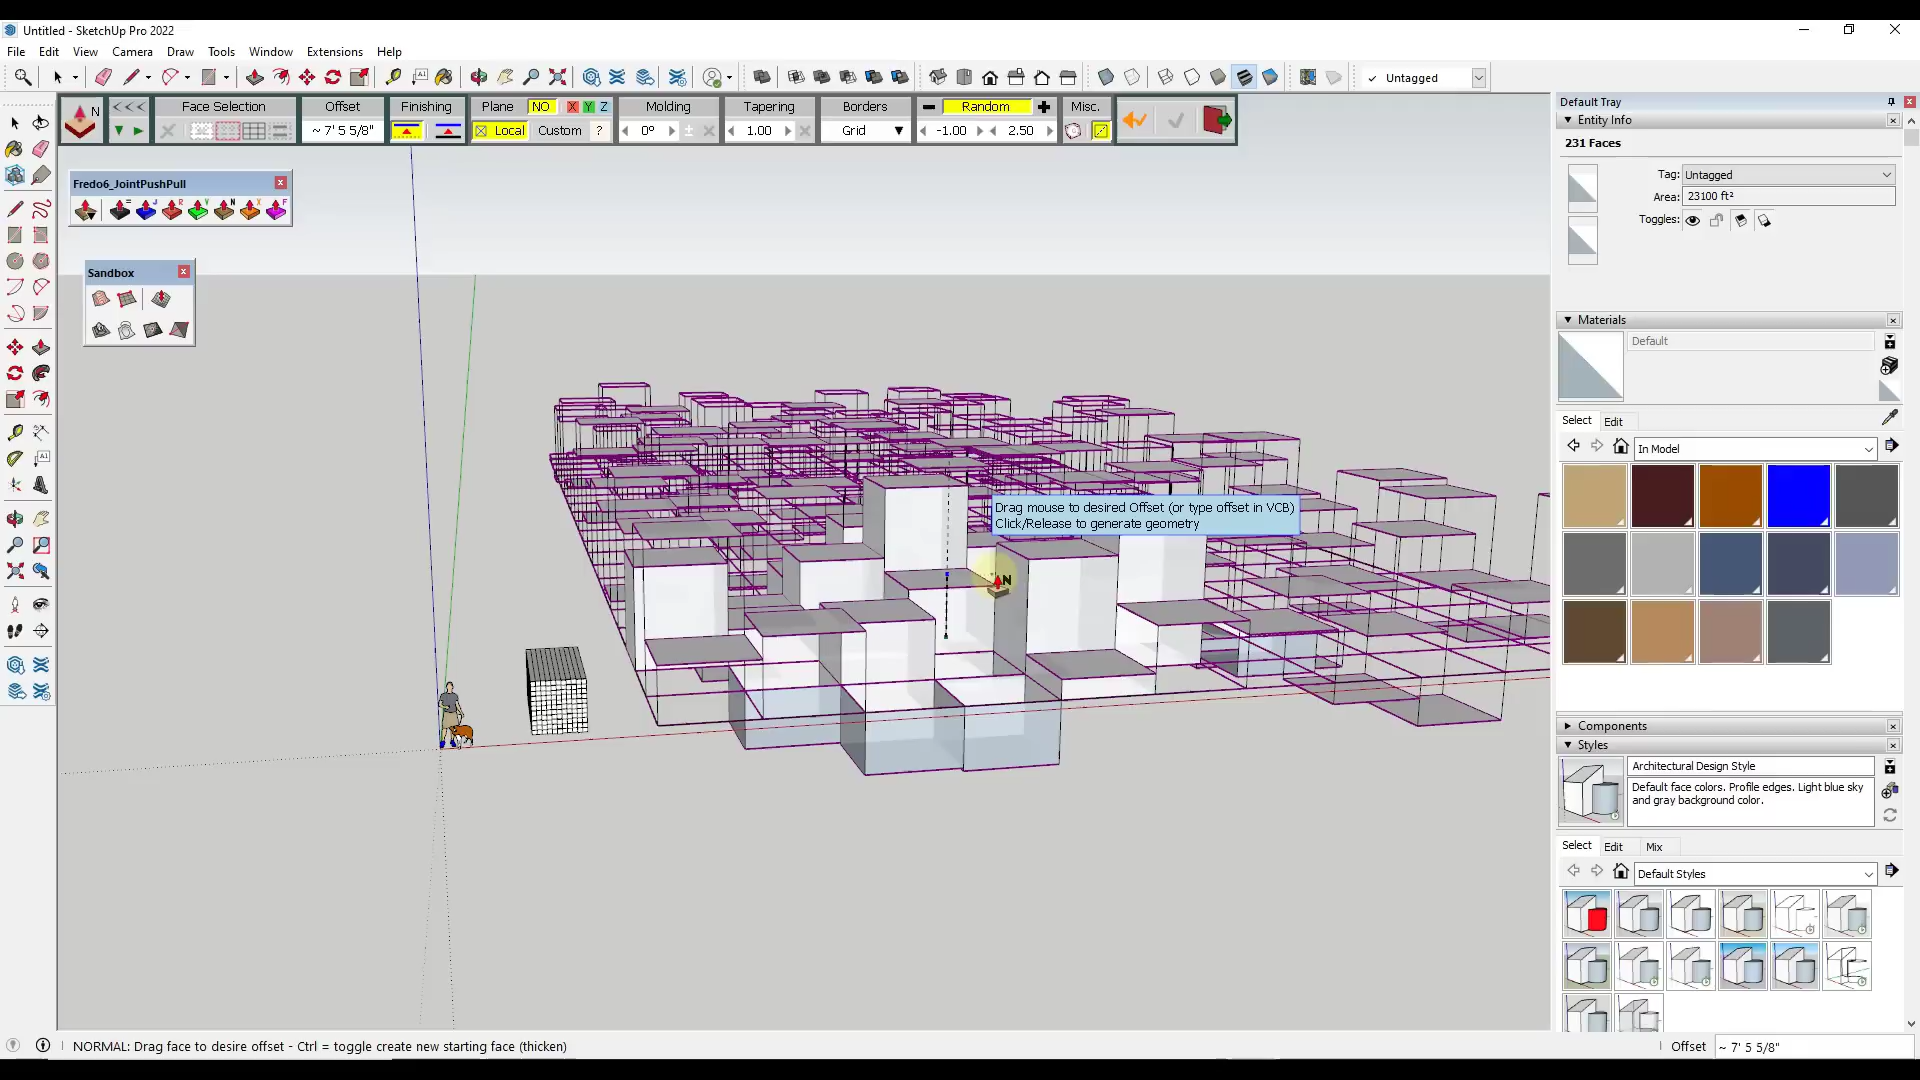 Untitled - SketchUp Pro 2022
File Edit View Camera Draw Tools Window Extensions Help
Untagged
N <<< Face Selection Offset Finishing Plane NO X Y Z Molding Tapering Borders Random Misc.
~ 7' 5 5/8" Local Custom ? 0º 1.00 Grid -1.00 2.50
Fredo6_JointPushPull
J R V N X F
Sandbox
Drag mouse to desired Offset (or type offset in VCB)
Click/Release to generate geometry
N
Default Tray
Entity Info
231 Faces
Tag: Untagged
Area: 23100 ft²
Toggles:
Materials
Default
Select Edit
In Model
Components
Styles
Architectural Design Style
Default face colors. Profile edges. Light blue sky
and gray background color.
Select Edit Mix
Default Styles
NORMAL: Drag face to desire offset - Ctrl = toggle create new starting face (thicken)
Offset ~ 7' 5 5/8"